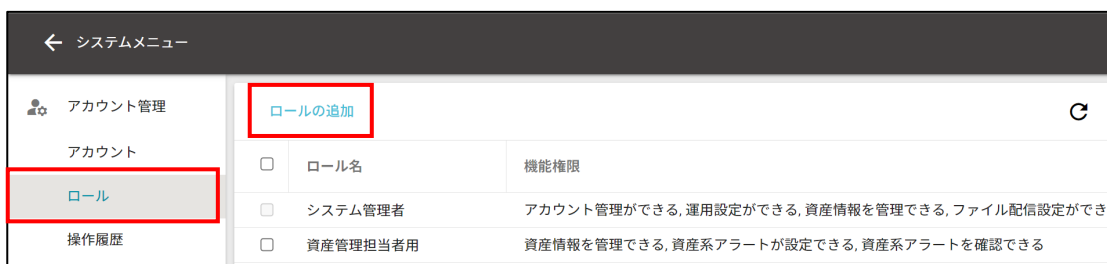 システムメニュー
アカウント管理
アカウント
ロール
操作履歴
ロールの追加
ロール名 機能権限
システム管理者 アカウント管理ができる, 運用設定ができる, 資産情報を管理できる, ファイル配信設定ができ
資産管理担当者用 資産情報を管理できる, 資産系アラートが設定できる, 資産系アラートを確認できる